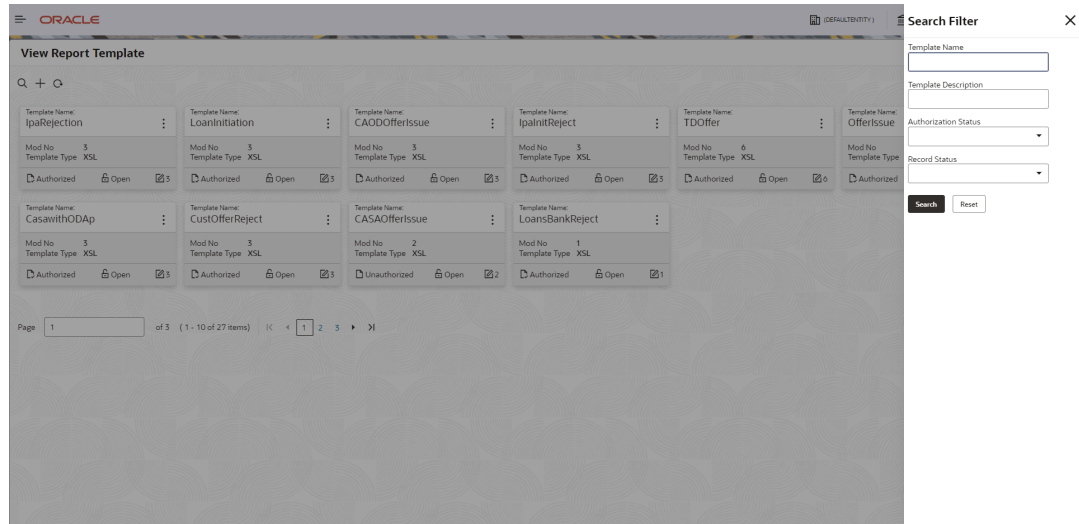 ORACLE
(DEFAULTENTITY)
Search Filter
View Report Template
Template Name
Template Description
Authorization Status
Record Status
Search Reset
Template Name: Template Name: Template Name: Template Name: Template Name: Template Name:
IpaRejection LoanInitiation CAODOfferIssue IpaInitReject TDOffer OfferIssue
Mod No 3 Mod No 3 Mod No 3 Mod No 3 Mod No 6 Mod No
Template Type XSL Template Type XSL Template Type XSL Template Type XSL Template Type XSL Template Type
Authorized Open 3 Authorized Open 3 Authorized Open 3 Authorized Open 3 Authorized Open 6 Authorized
Template Name: Template Name: Template Name: Template Name:
CasawithODAp CustOfferReject CASAOfferIssue LoansBankReject
Mod No 3 Mod No 3 Mod No 2 Mod No 1
Template Type XSL Template Type XSL Template Type XSL Template Type XSL
Authorized Open 3 Authorized Open 3 Unauthorized Open 2 Authorized Open 1
Page 1 of 3 (1 - 10 of 27 items) 1 2 3